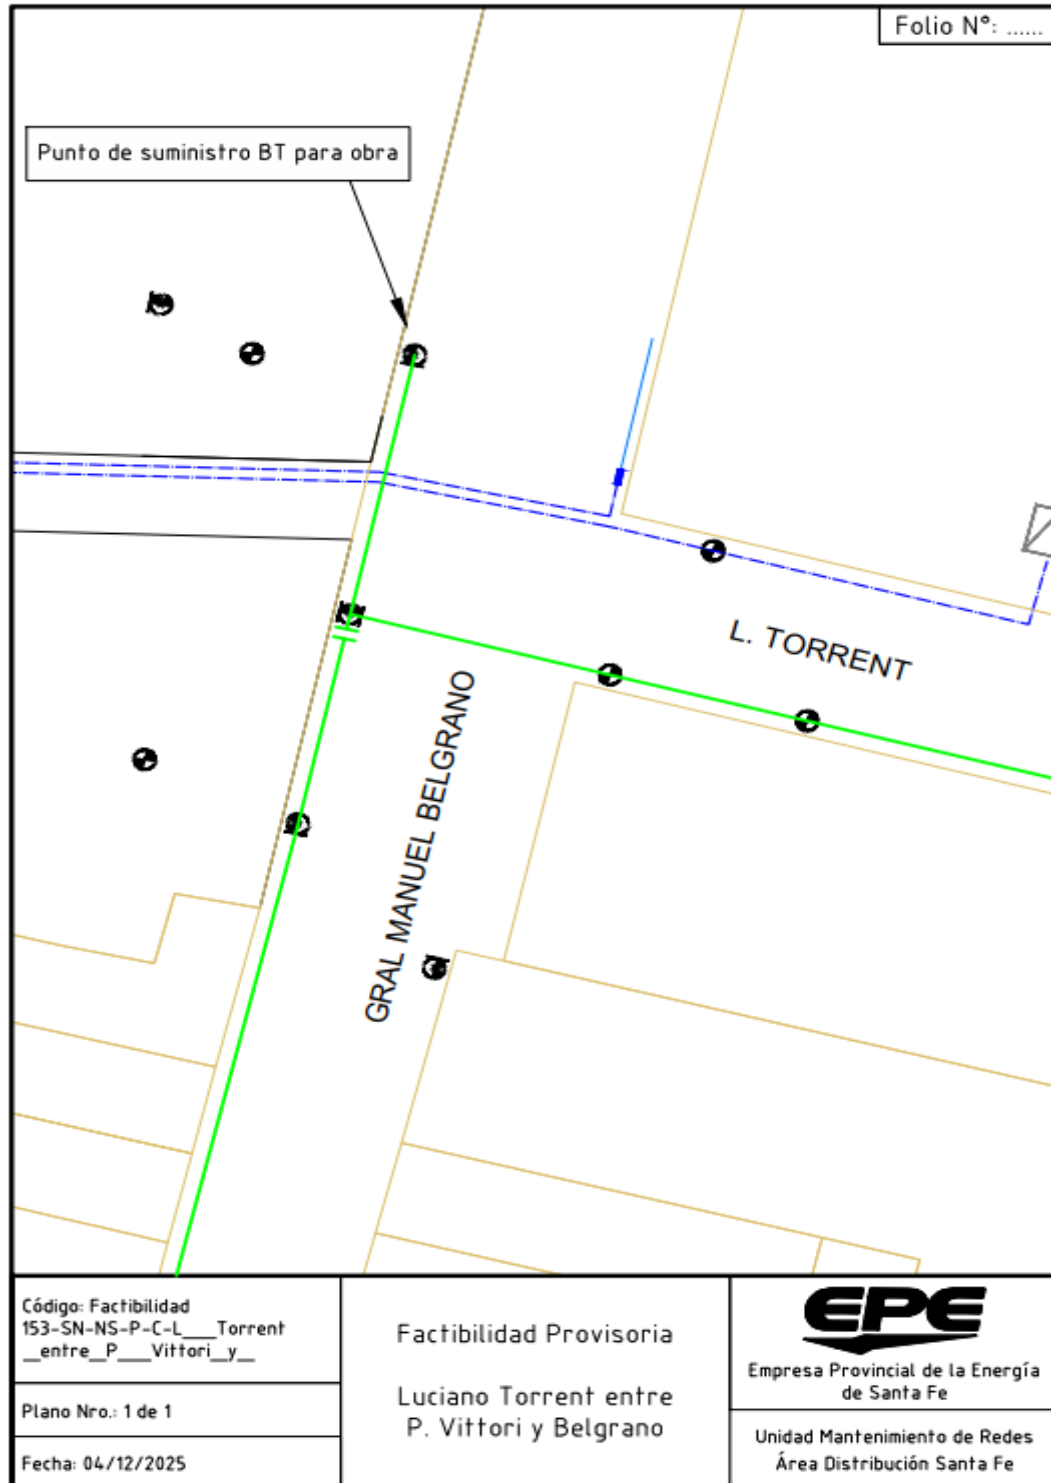 Folio N°: ......
Punto de suministro BT para obra
L. TORRENT
GRAL MANUEL BELGRANO
Código: Factibilidad
153-SN-NS-P-C-L___Torrent
__entre__P___Vittori__y__
Plano Nro.: 1 de 1
Fecha: 04/12/2025
Factibilidad Provisoria
Luciano Torrent entre
P. Vittori y Belgrano
EPE
Empresa Provincial de la Energía
de Santa Fe
Unidad Mantenimiento de Redes
Área Distribución Santa Fe